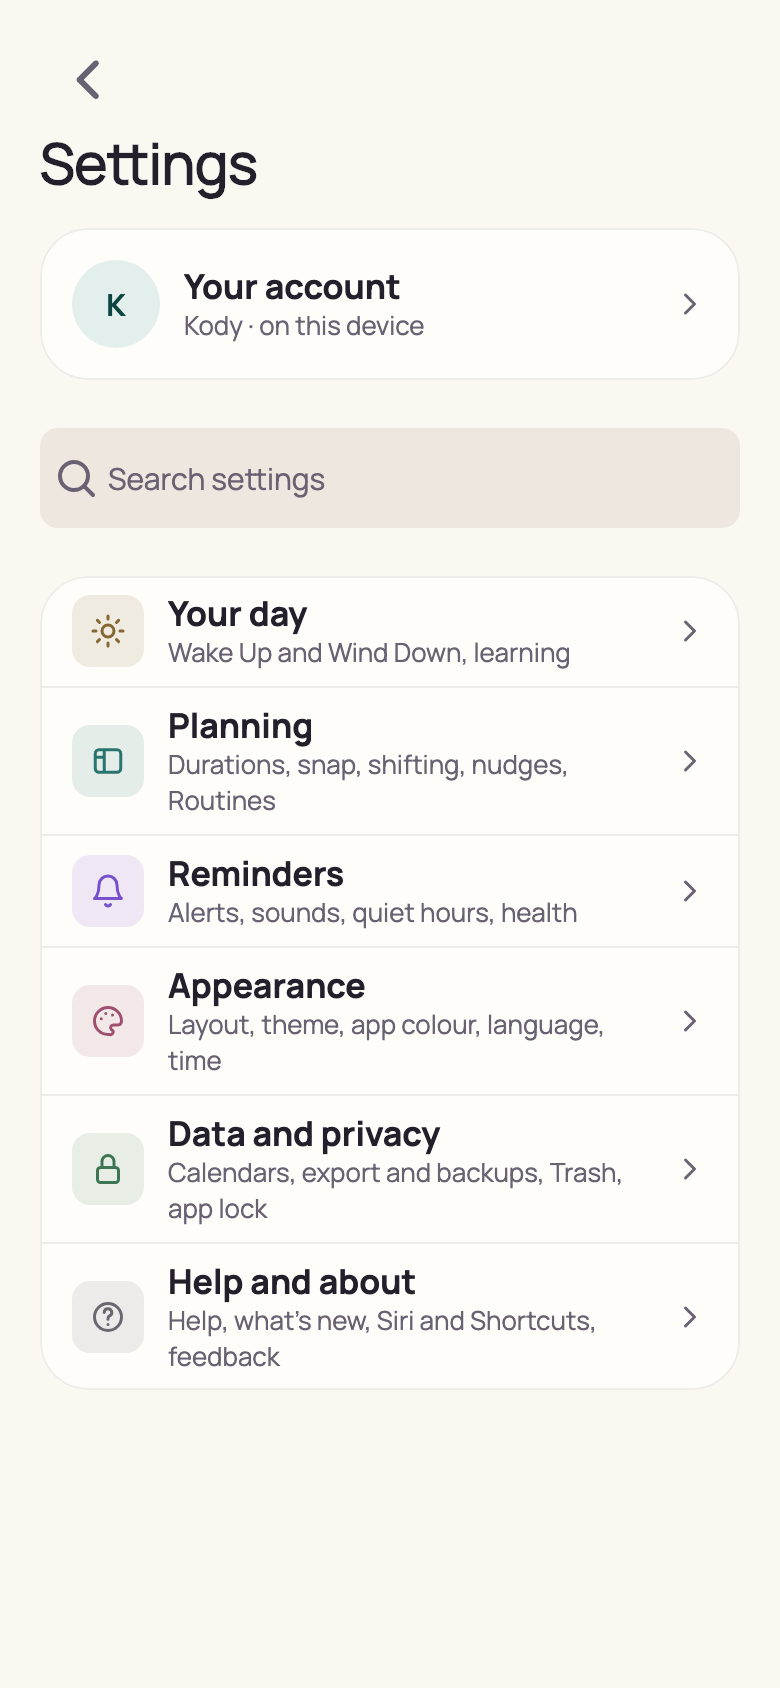 Settings
K
Your account
Kody · on this device
Search settings
Your day
Wake Up and Wind Down, learning
Planning
Durations, snap, shifting, nudges,
Routines
Reminders
Alerts, sounds, quiet hours, health
Appearance
Layout, theme, app colour, language,
time
Data and privacy
Calendars, export and backups, Trash,
app lock
Help and about
Help, what’s new, Siri and Shortcuts,
feedback